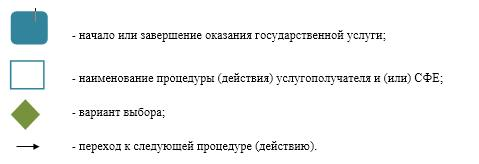 - начало или завершение оказания государственной услуги;
- наименование процедуры (действия) услугополучателя и (или) СФЕ;
- вариант выбора;
- переход к следующей процедуре (действию).